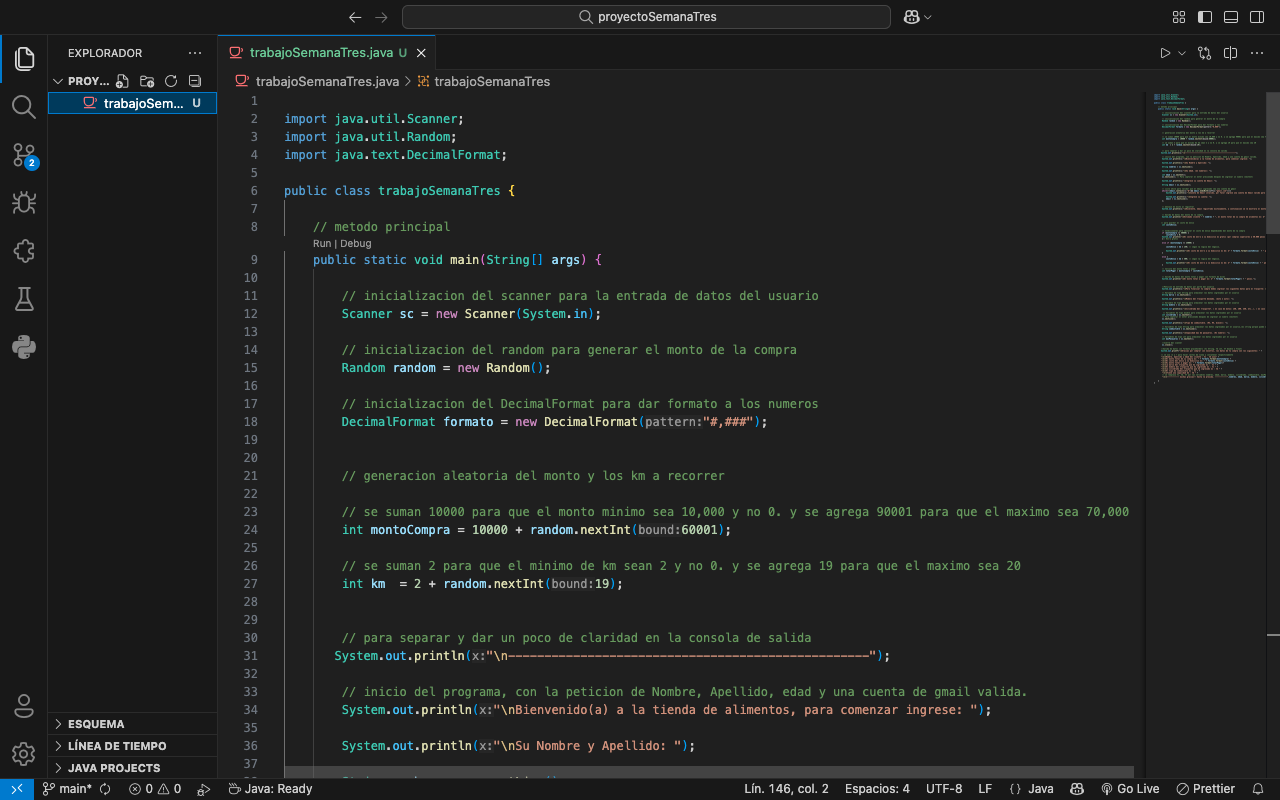 proyectoSemanaTres
EXPLORADOR
trabajoSemanaTres.java U
PROY...
trabajoSemanaTres.java > trabajoSemanaTres
trabajoSem... U
1
2 import java.util.Scanner;
3 import java.util.Random;
4 import java.text.DecimalFormat;
5
6 public class trabajoSemanaTres {
7
8 // metodo principal
Run | Debug
9 public static void main(String[] args) {
10
11 // inicializacion del scanner para la entrada de datos del usuario
12 Scanner sc = new Scanner(System.in);
13
14 // inicializacion del random para generar el monto de la compra
15 Random random = new Random();
16
17 // inicializacion del DecimalFormat para dar formato a los numeros
18 DecimalFormat formato = new DecimalFormat(pattern:"#,###");
19
20
21 // generacion aleatoria del monto y los km a recorrer
22
23 // se suman 10000 para que el monto minimo sea 10,000 y no 0. y se agrega 90001 para que el maximo sea 70,000
24 int montoCompra = 10000 + random.nextInt(bound:60001);
25
26 // se suman 2 para que el minimo de km sean 2 y no 0. y se agrega 19 para que el maximo sea 20
27 int km  = 2 + random.nextInt(bound:19);
28
29
30 // para separar y dar un poco de claridad en la consola de salida
31 System.out.println(x:"\n--------------------------------------------------");
32
33 // inicio del programa, con la peticion de Nombre, Apellido, edad y una cuenta de gmail valida.
34 System.out.println(x:"\nBienvenido(a) a la tienda de alimentos, para comenzar ingrese: ");
35
36 System.out.println(x:"\nSu Nombre y Apellido: ");
37
2
ESQUEMA
LÍNEA DE TIEMPO
JAVA PROJECTS
main* 0 0 Java: Ready Lín. 146, col. 2 Espacios: 4 UTF-8 LF {} Java Go Live Prettier